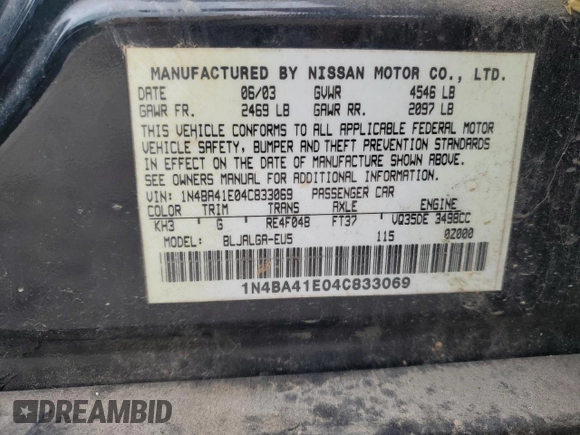 MANUFACTURED BY NISSAN MOTOR CO., LTD.
DATE 06/03 GVWR 4546 LB
GAWR FR. 2469 LB GAWR RR. 2097 LB
THIS VEHICLE CONFORMS TO ALL APPLICABLE FEDERAL MOTOR
VEHICLE SAFETY, BUMPER AND THEFT PREVENTION STANDARDS
IN EFFECT ON THE DATE OF MANUFACTURE SHOWN ABOVE.
SEE OWNERS MANUAL FOR ADDITIONAL INFORMATION.
VIN: 1N4BA41E04C833069 PASSENGER CAR
COLOR TRIM TRANS AXLE ENGINE
KH3 G RE4F04B FT37 VQ35DE 3498CC
MODEL: BLJALGA-EU5 115 0Z000
1N4BA41E04C833069
DREAMBID